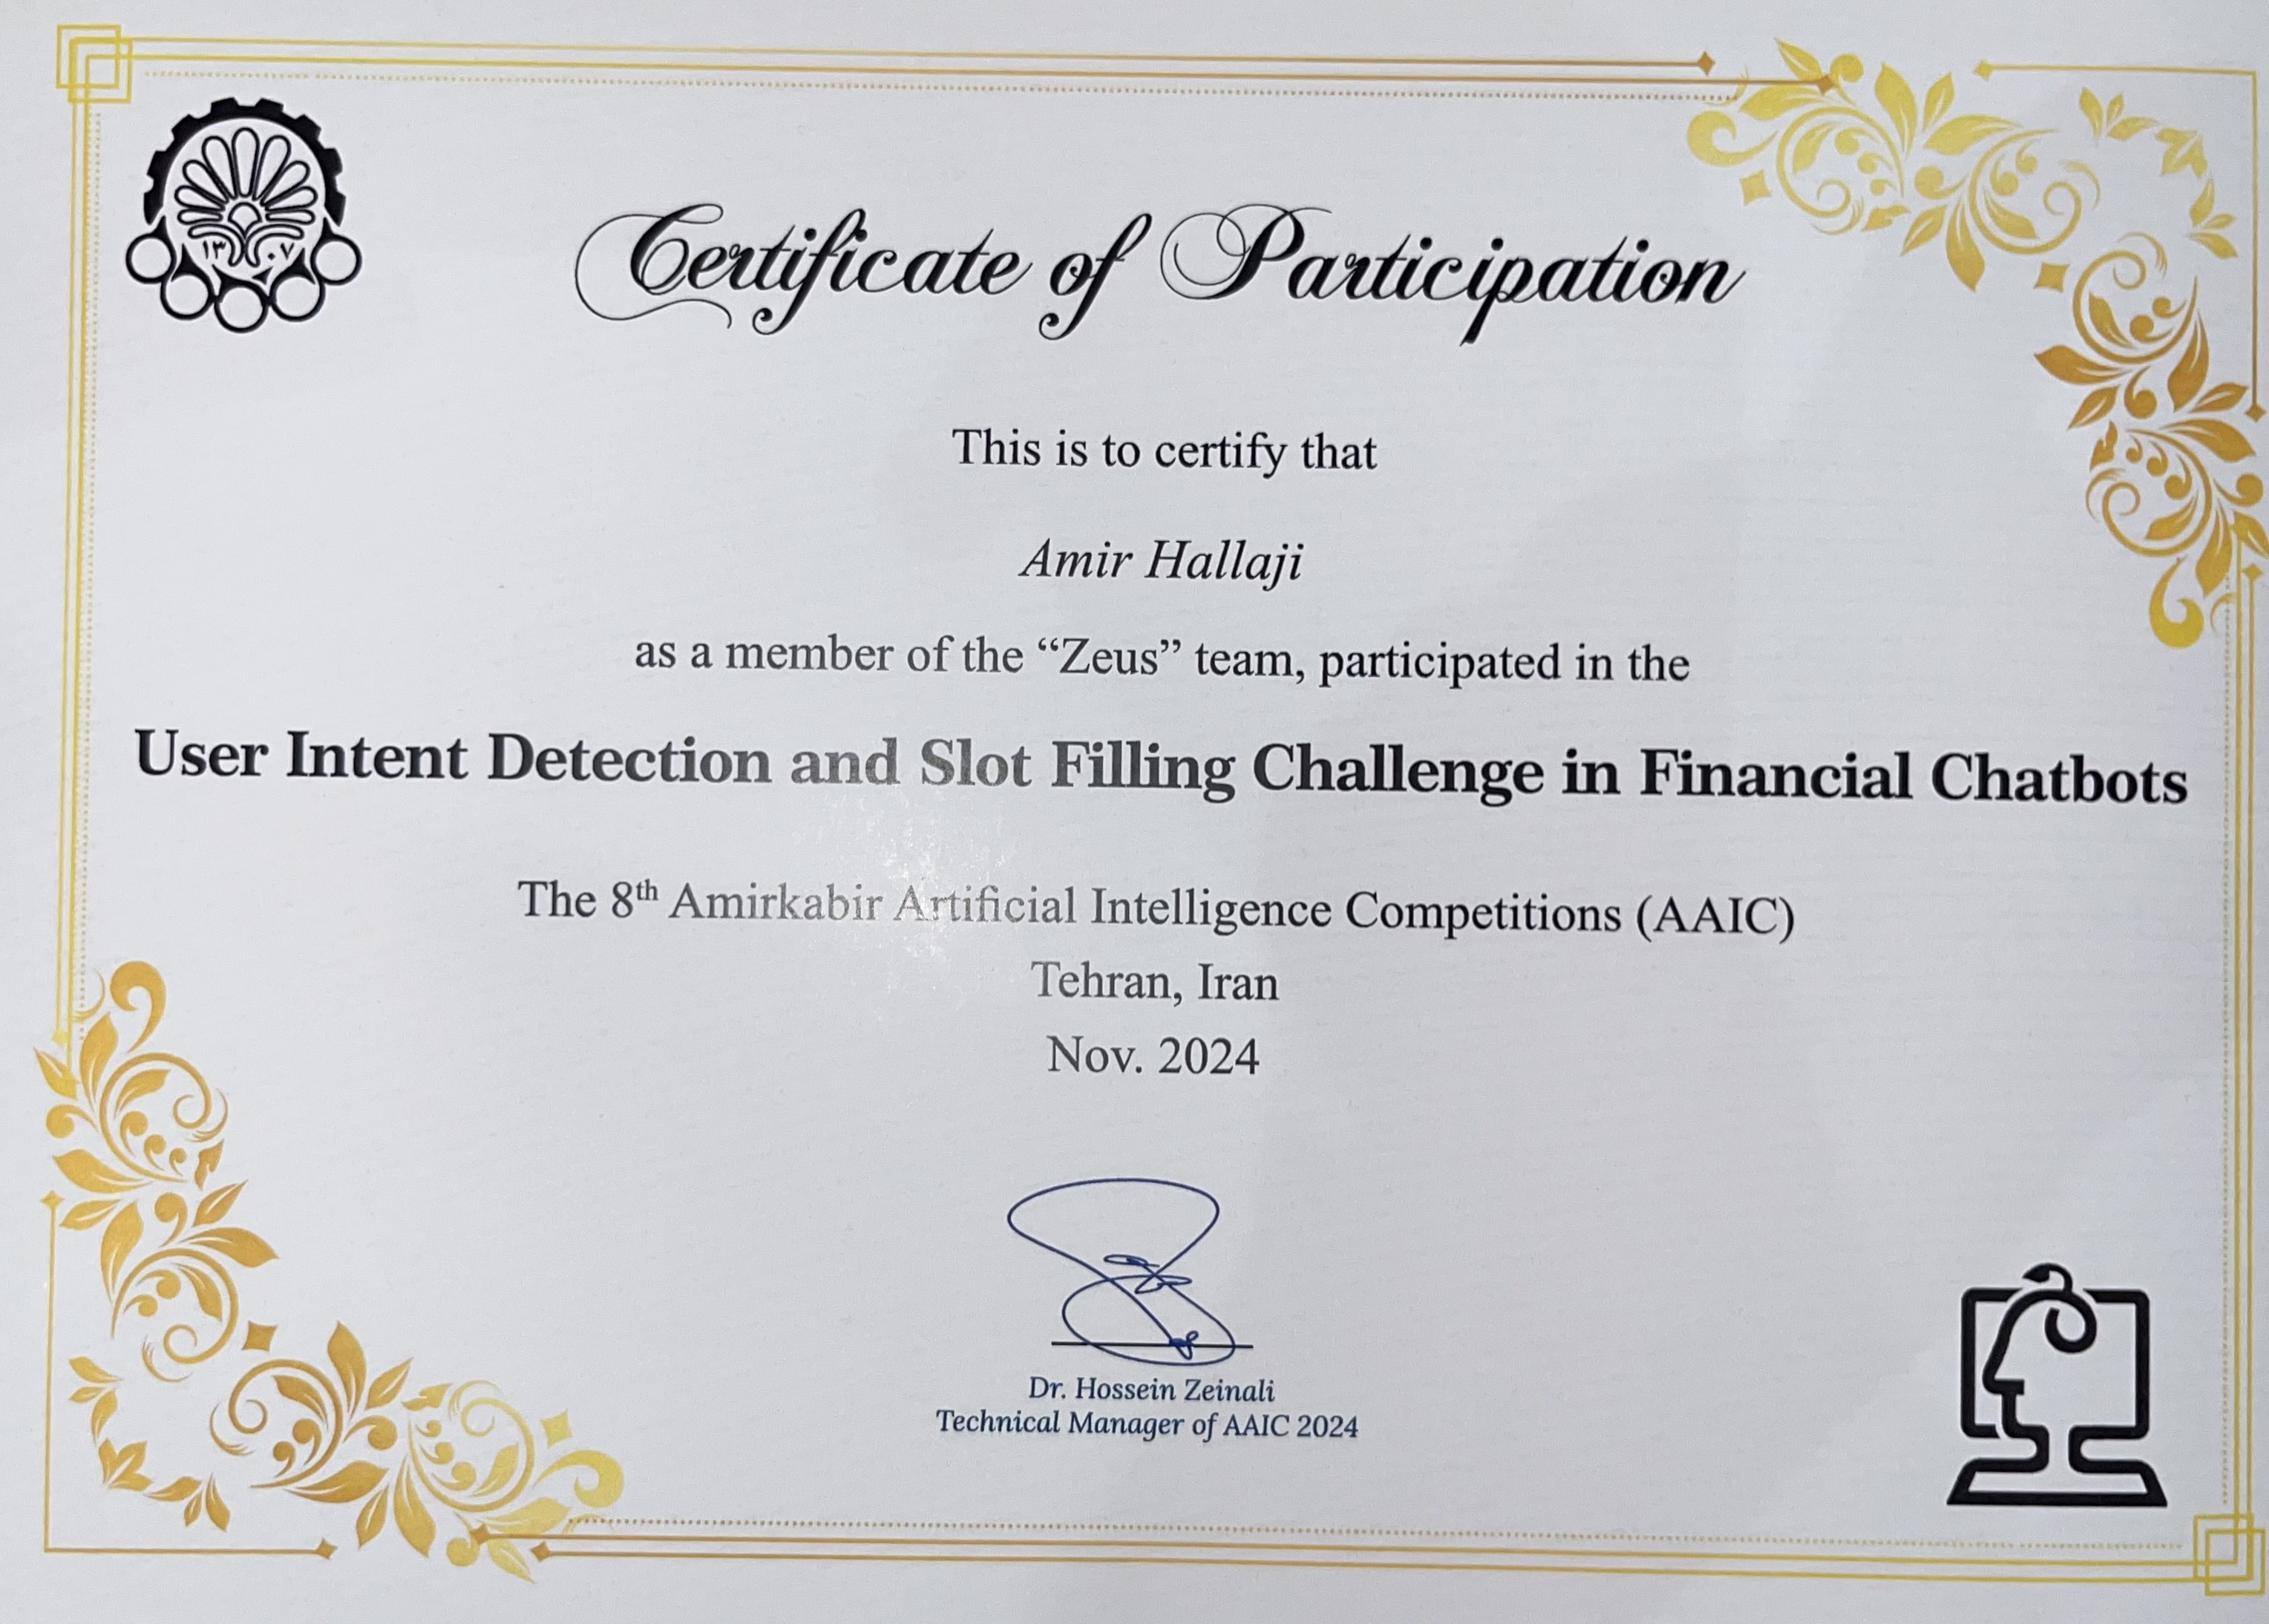 ۱۳۰۷
Certificate of Participation
This is to certify that
Amir Hallaji
as a member of the “Zeus” team, participated in the
User Intent Detection and Slot Filling Challenge in Financial Chatbots
The 8th Amirkabir Artificial Intelligence Competitions (AAIC)
Tehran, Iran
Nov. 2024
Dr. Hossein Zeinali
Technical Manager of AAIC 2024